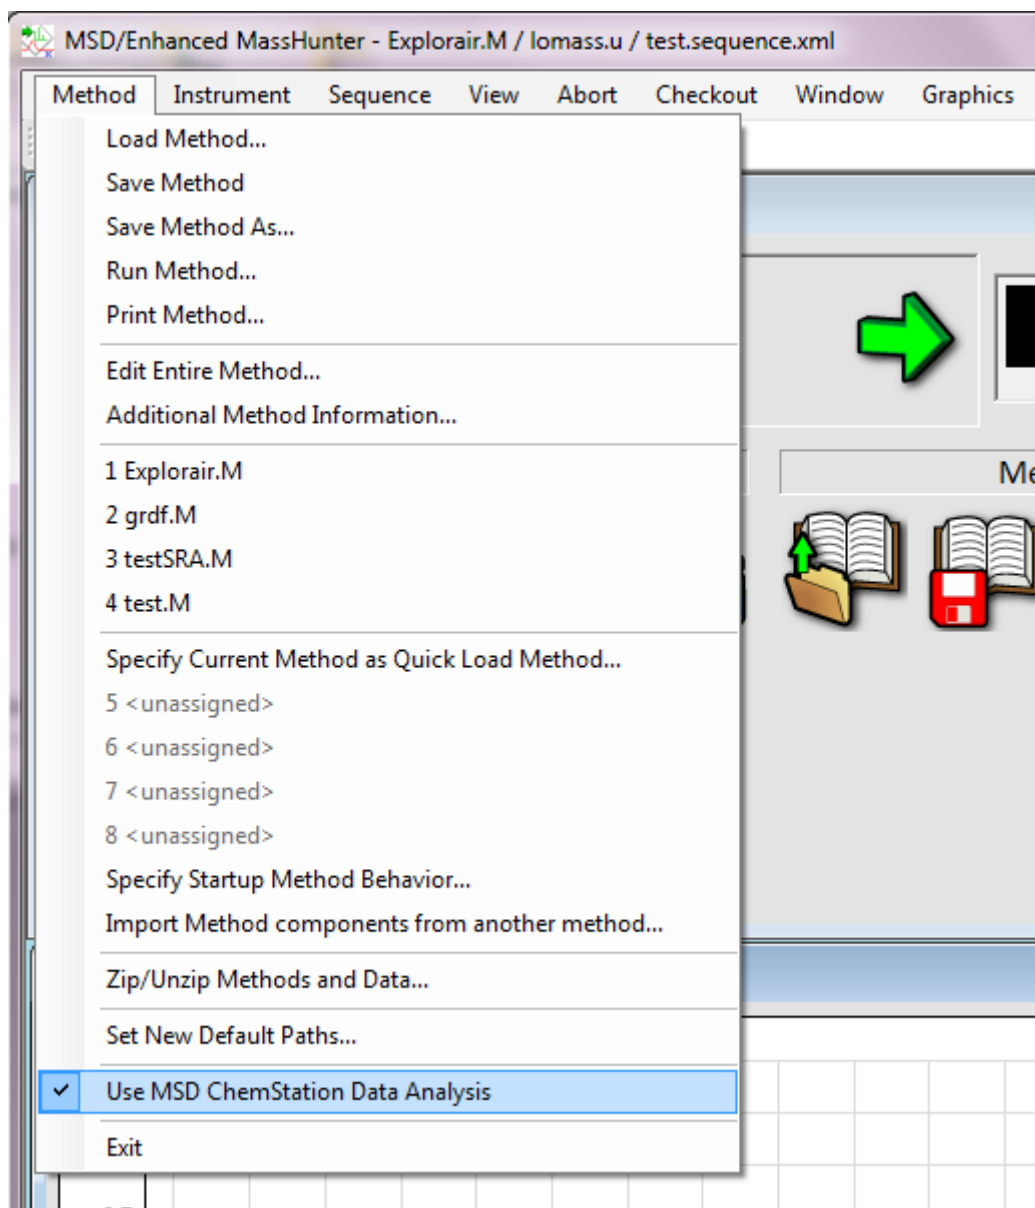 MSD/Enhanced MassHunter - Explorair.M / lomass.u / test.sequence.xml
Method Instrument Sequence View Abort Checkout Window Graphics
Load Method...
Save Method
Save Method As...
Run Method...
Print Method...
Edit Entire Method...
Additional Method Information...
1 Explorair.M
Me
2 grdf.M
3 testSRA.M
4 test.M
Specify Current Method as Quick Load Method...
5 <unassigned>
6 <unassigned>
7 <unassigned>
8 <unassigned>
Specify Startup Method Behavior...
Import Method components from another method...
Zip/Unzip Methods and Data...
Set New Default Paths...
Use MSD ChemStation Data Analysis
Exit